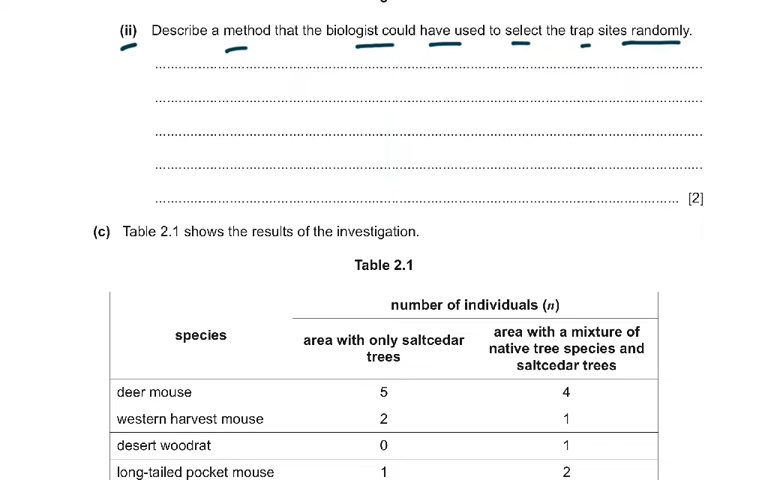 (ii) Describe a method that the biologist could have used to select the trap sites randomly.
................................................................................
................................................................................
................................................................................
................................................................................
................................................................................ [2]
(c) Table 2.1 shows the results of the investigation.
Table 2.1
species
number of individuals (n)
area with only saltcedar
trees
area with a mixture of
native tree species and
saltcedar trees
deer mouse 5 4
western harvest mouse 2 1
desert woodrat 0 1
long-tailed pocket mouse 1 2